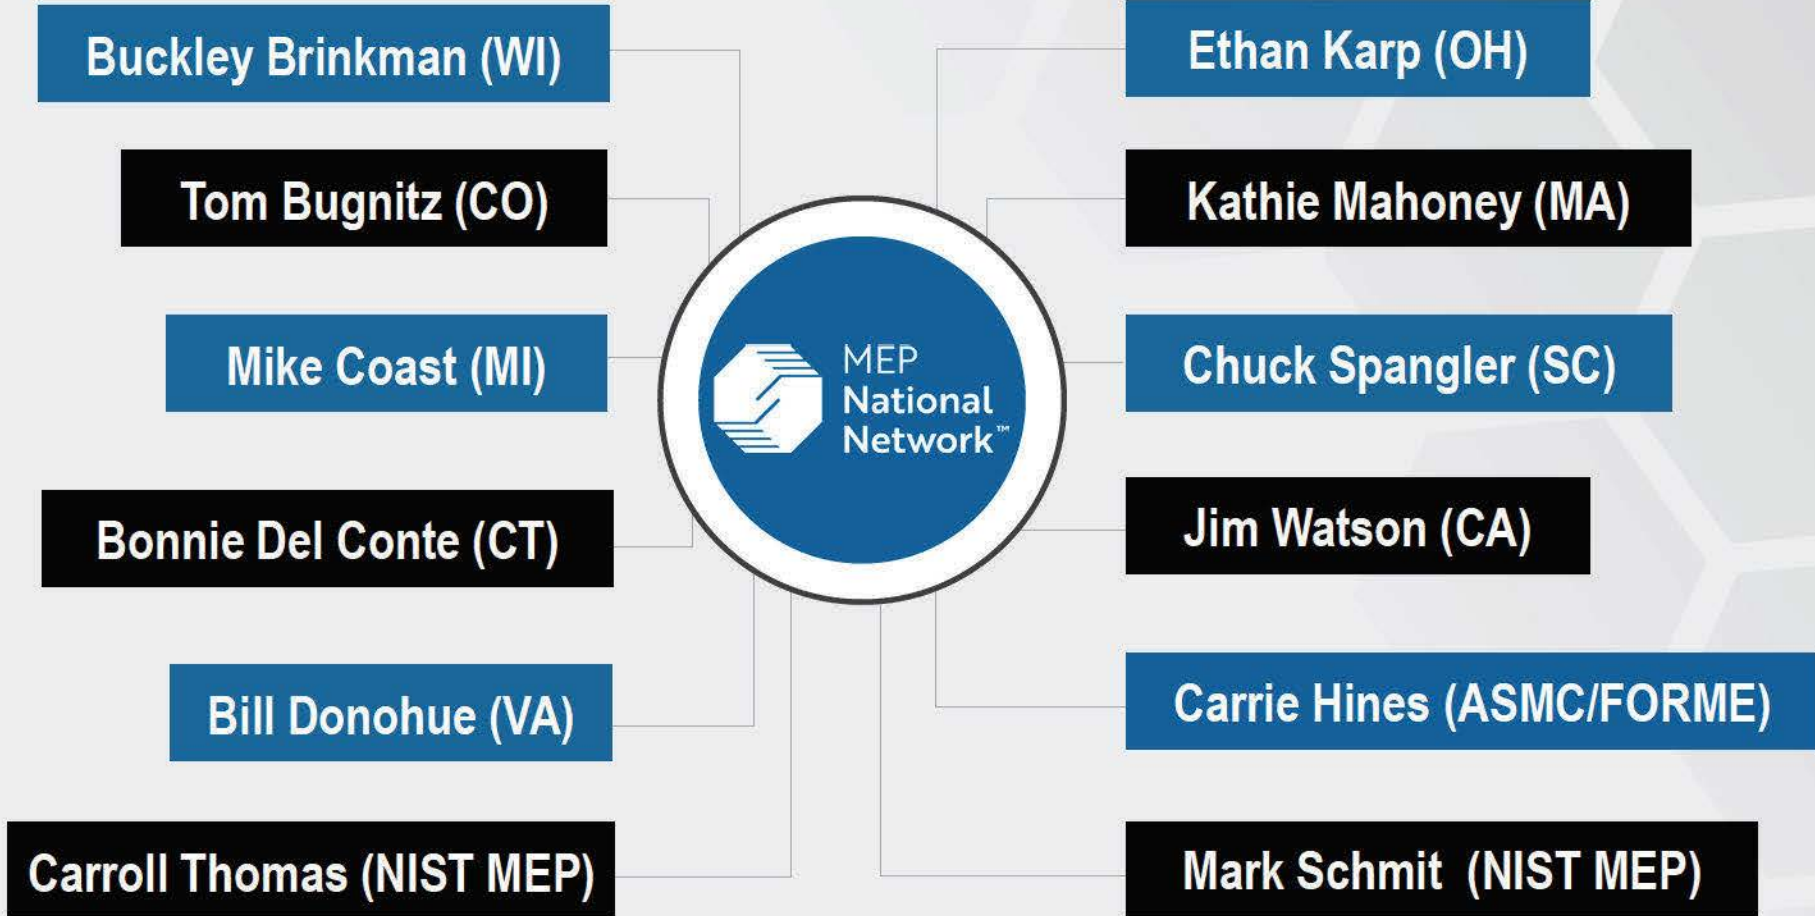 Buckley Brinkman (WI)
Tom Bugnitz (CO)
Mike Coast (MI)
Bonnie Del Conte (CT)
Bill Donohue (VA)
Carroll Thomas (NIST MEP)
MEP
National
Network™
Ethan Karp (OH)
Kathie Mahoney (MA)
Chuck Spangler (SC)
Jim Watson (CA)
Carrie Hines (ASMC/FORME)
Mark Schmit (NIST MEP)